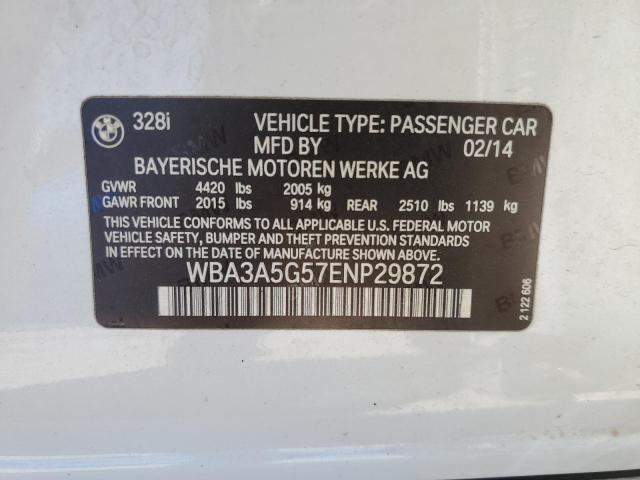 BMW 328i VEHICLE TYPE: PASSENGER CAR
MFD BY 02/14
BAYERISCHE MOTOREN WERKE AG
GVWR 4420 lbs 2005 kg
GAWR FRONT 2015 lbs 914 kg REAR 2510 lbs 1139 kg
THIS VEHICLE CONFORMS TO ALL APPLICABLE U.S. FEDERAL MOTOR
VEHICLE SAFETY, BUMPER AND THEFT PREVENTION STANDARDS
IN EFFECT ON THE DATE OF MANUFACTURE SHOWN ABOVE.
WBA3A5G57ENP29872
2 122 606